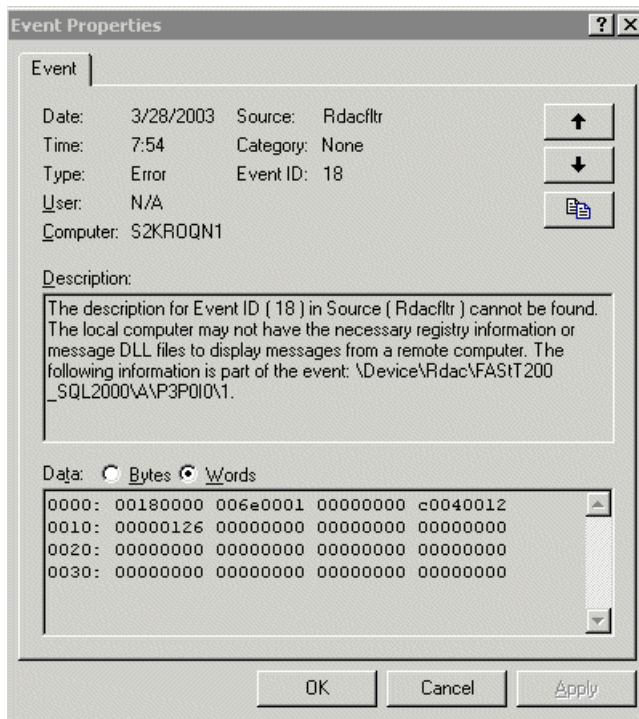 Event Properties
Event
Date: 3/28/2003 Source: Rdacfltr
Time: 7:54 Category: None
Type: Error Event ID: 18
User: N/A
Computer: S2KROQN1
Description:
The description for Event ID ( 18 ) in Source ( Rdacfltr ) cannot be found.
The local computer may not have the necessary registry information or
message DLL files to display messages from a remote computer. The
following information is part of the event: \Device\Rdac\FAStT200
_SQL2000\A\P3P0I0\1.
Data: Bytes Words
0000: 00180000 006e0001 00000000 c0040012
0010: 00000126 00000000 00000000 00000000
0020: 00000000 00000000 00000000 00000000
0030: 00000000 00000000 00000000 00000000
OK Cancel Apply